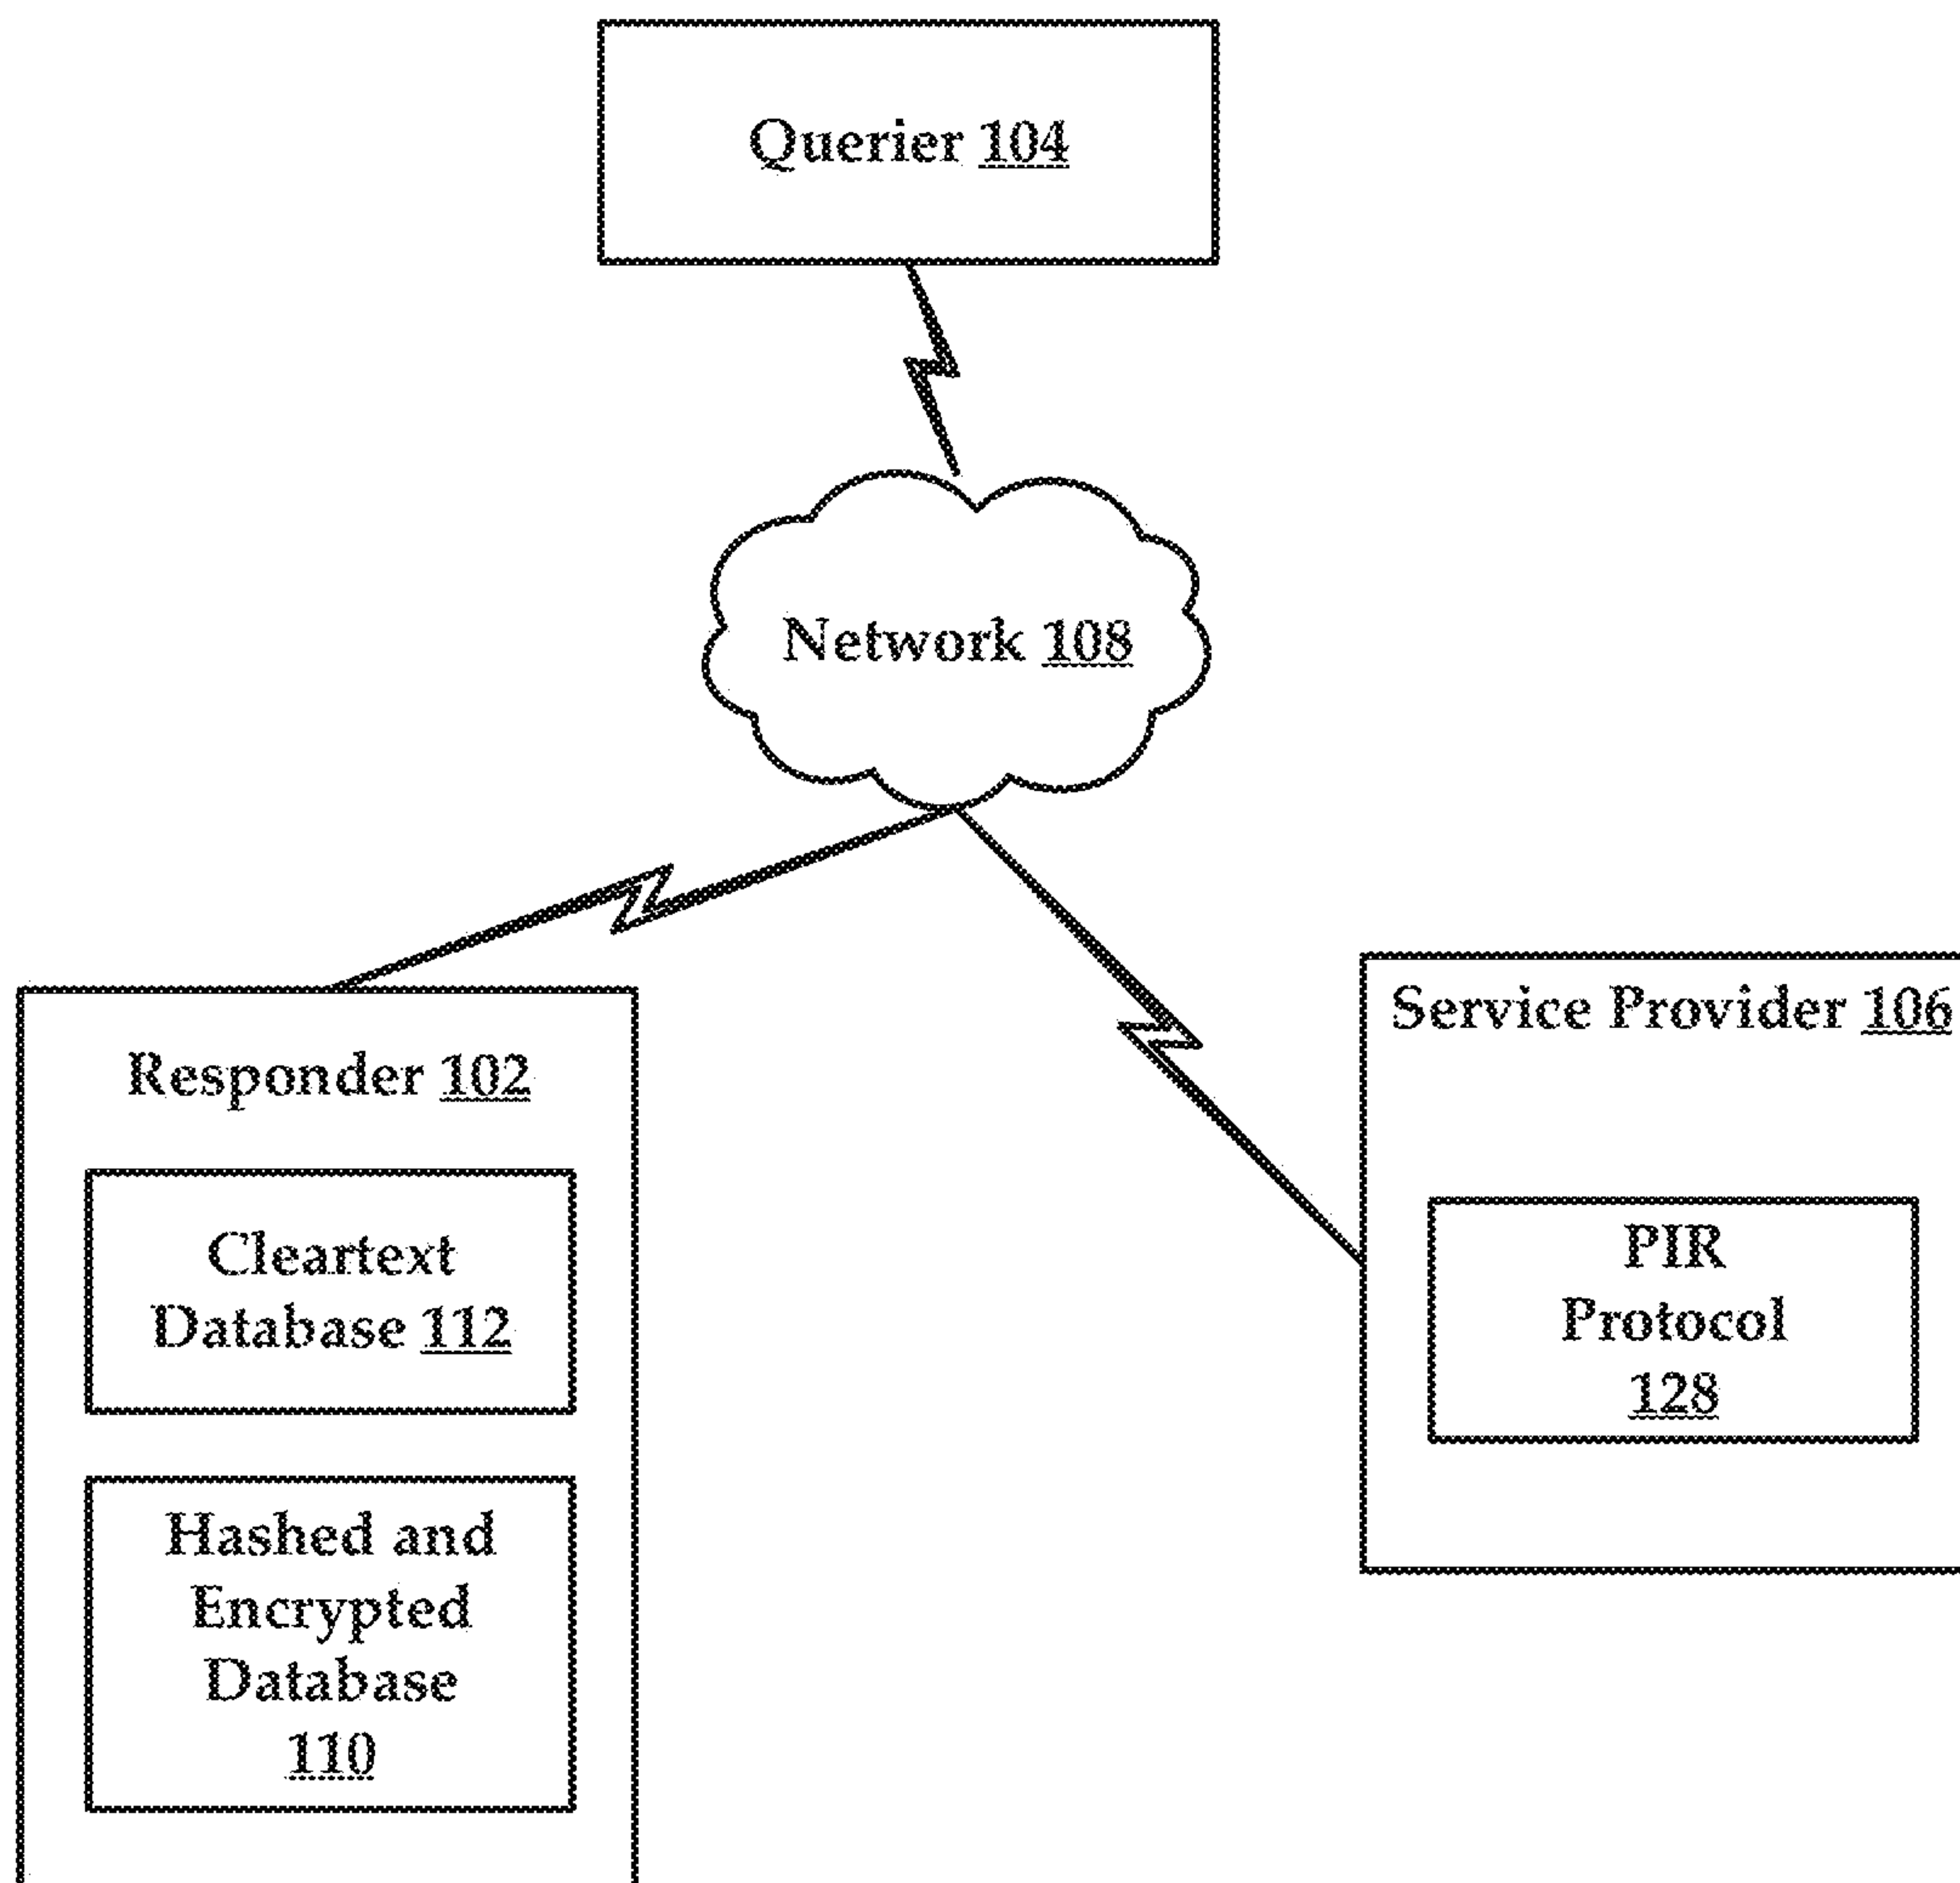 Querier 104
Network 108
Responder 102
Cleartext
Database 112
Hashed and
Encrypted
Database
110
Service Provider 106
PIR
Protocol
128